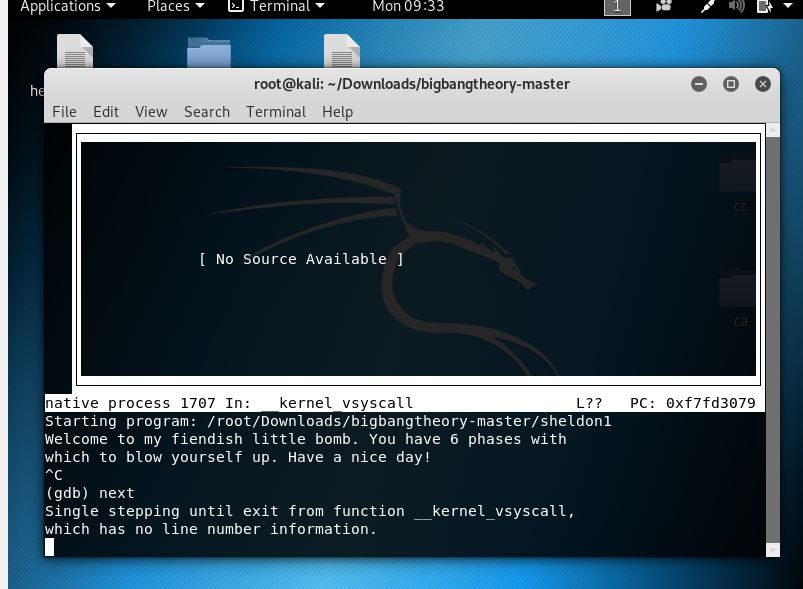 Applications Places Terminal Mon 09:33 1
he
root@kali: ~/Downloads/bigbangtheory-master
File Edit View Search Terminal Help
cc
[ No Source Available ]
ca
native process 1707 In: __kernel_vsyscall L?? PC: 0xf7fd3079
Starting program: /root/Downloads/bigbangtheory-master/sheldon1
Welcome to my fiendish little bomb. You have 6 phases with
which to blow yourself up. Have a nice day!
^C
(gdb) next
Single stepping until exit from function __kernel_vsyscall,
which has no line number information.